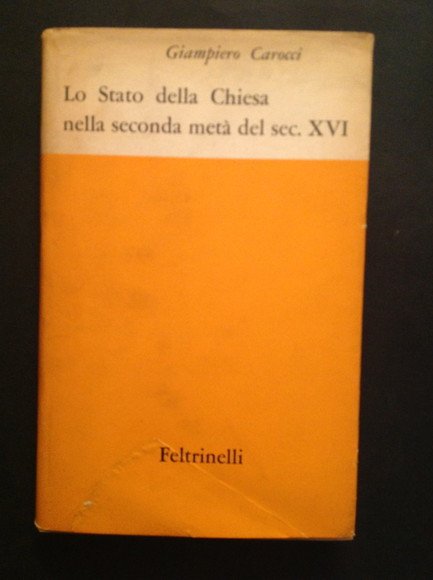 Giampiero Carocci
Lo Stato della Chiesa
nella seconda metà del sec. XVI
Feltrinelli